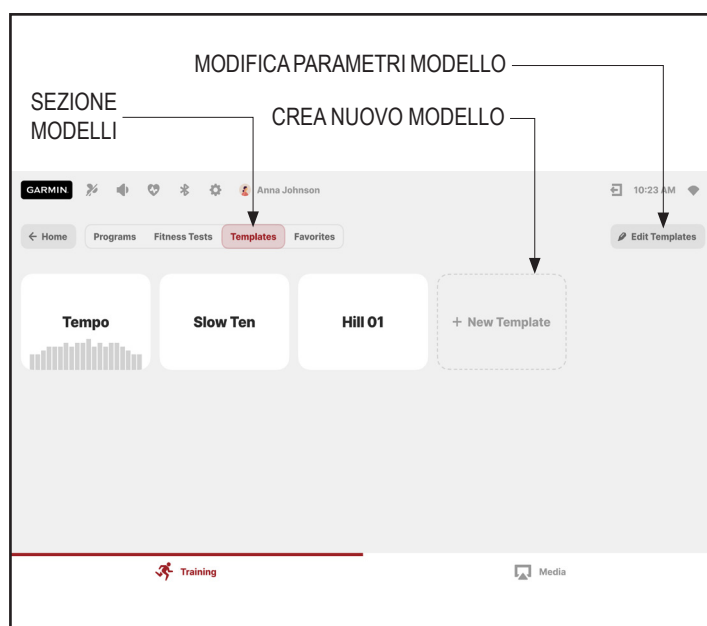 MODIFICA PARAMETRI MODELLO
SEZIONE
MODELLI
CREA NUOVO MODELLO
GARMIN Anna Johnson 10:23 AM
← Home Programs Fitness Tests Templates Favorites Edit Templates
Tempo Slow Ten Hill 01 + New Template
Training Media